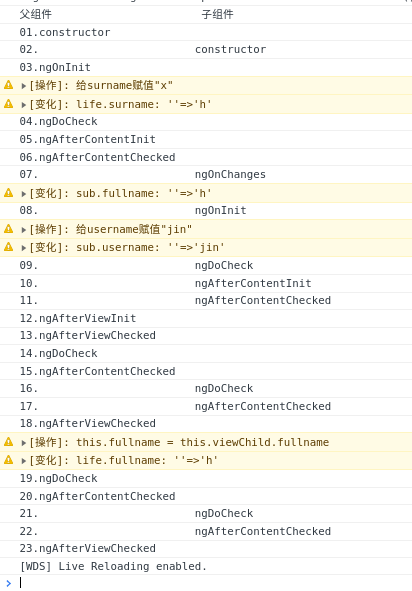 父组件 子组件
01.constructor
02. constructor
03.ngOnInit
[操作]: 给surname赋值"x"
[变化]: life.surname: ''=>'h'
04.ngDoCheck
05.ngAfterContentInit
06.ngAfterContentChecked
07. ngOnChanges
[变化]: sub.fullname: ''=>'h'
08. ngOnInit
[操作]: 给username赋值"jin"
[变化]: sub.username: ''=>'jin'
09. ngDoCheck
10. ngAfterContentInit
11. ngAfterContentChecked
12.ngAfterViewInit
13.ngAfterViewChecked
14.ngDoCheck
15.ngAfterContentChecked
16. ngDoCheck
17. ngAfterContentChecked
18.ngAfterViewChecked
[操作]: this.fullname = this.viewChild.fullname
[变化]: life.fullname: ''=>'h'
19.ngDoCheck
20.ngAfterContentChecked
21. ngDoCheck
22. ngAfterContentChecked
23.ngAfterViewChecked
[WDS] Live Reloading enabled.